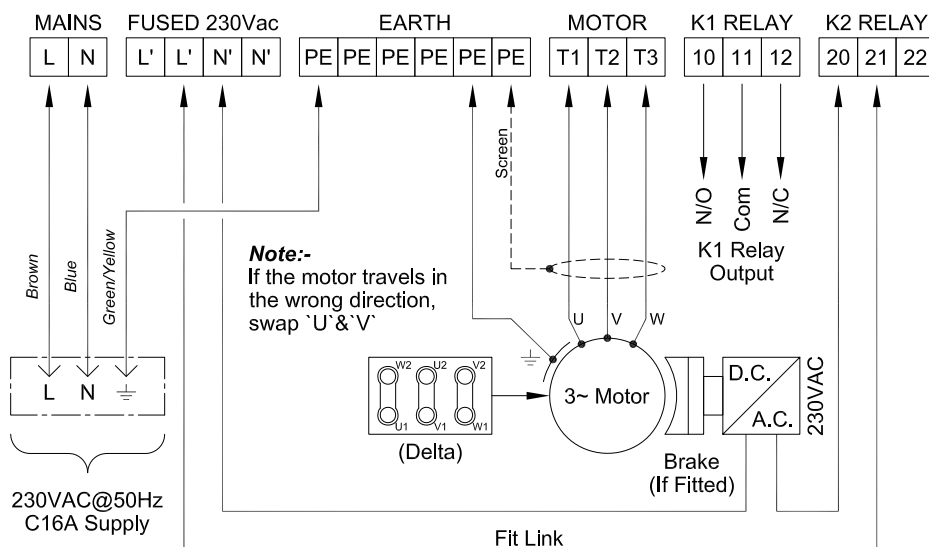 MAINS FUSED 230Vac EARTH MOTOR K1 RELAY K2 RELAY
L N L' L' N' N' PE PE PE PE PE PE T1 T2 T3 10 11 12 20 21 22
Brown
Blue
Green/Yellow
Screen
N/O
Com
N/C
K1 Relay
Output
Note:-
If the motor travels in
the wrong direction,
swap `U`&`V`
U V W
L N
W2 U2 V2
U1 V1 W1
(Delta)
3~ Motor
D.C.
A.C.
230VAC
Brake
(If Fitted)
230VAC@50Hz
C16A Supply
Fit Link